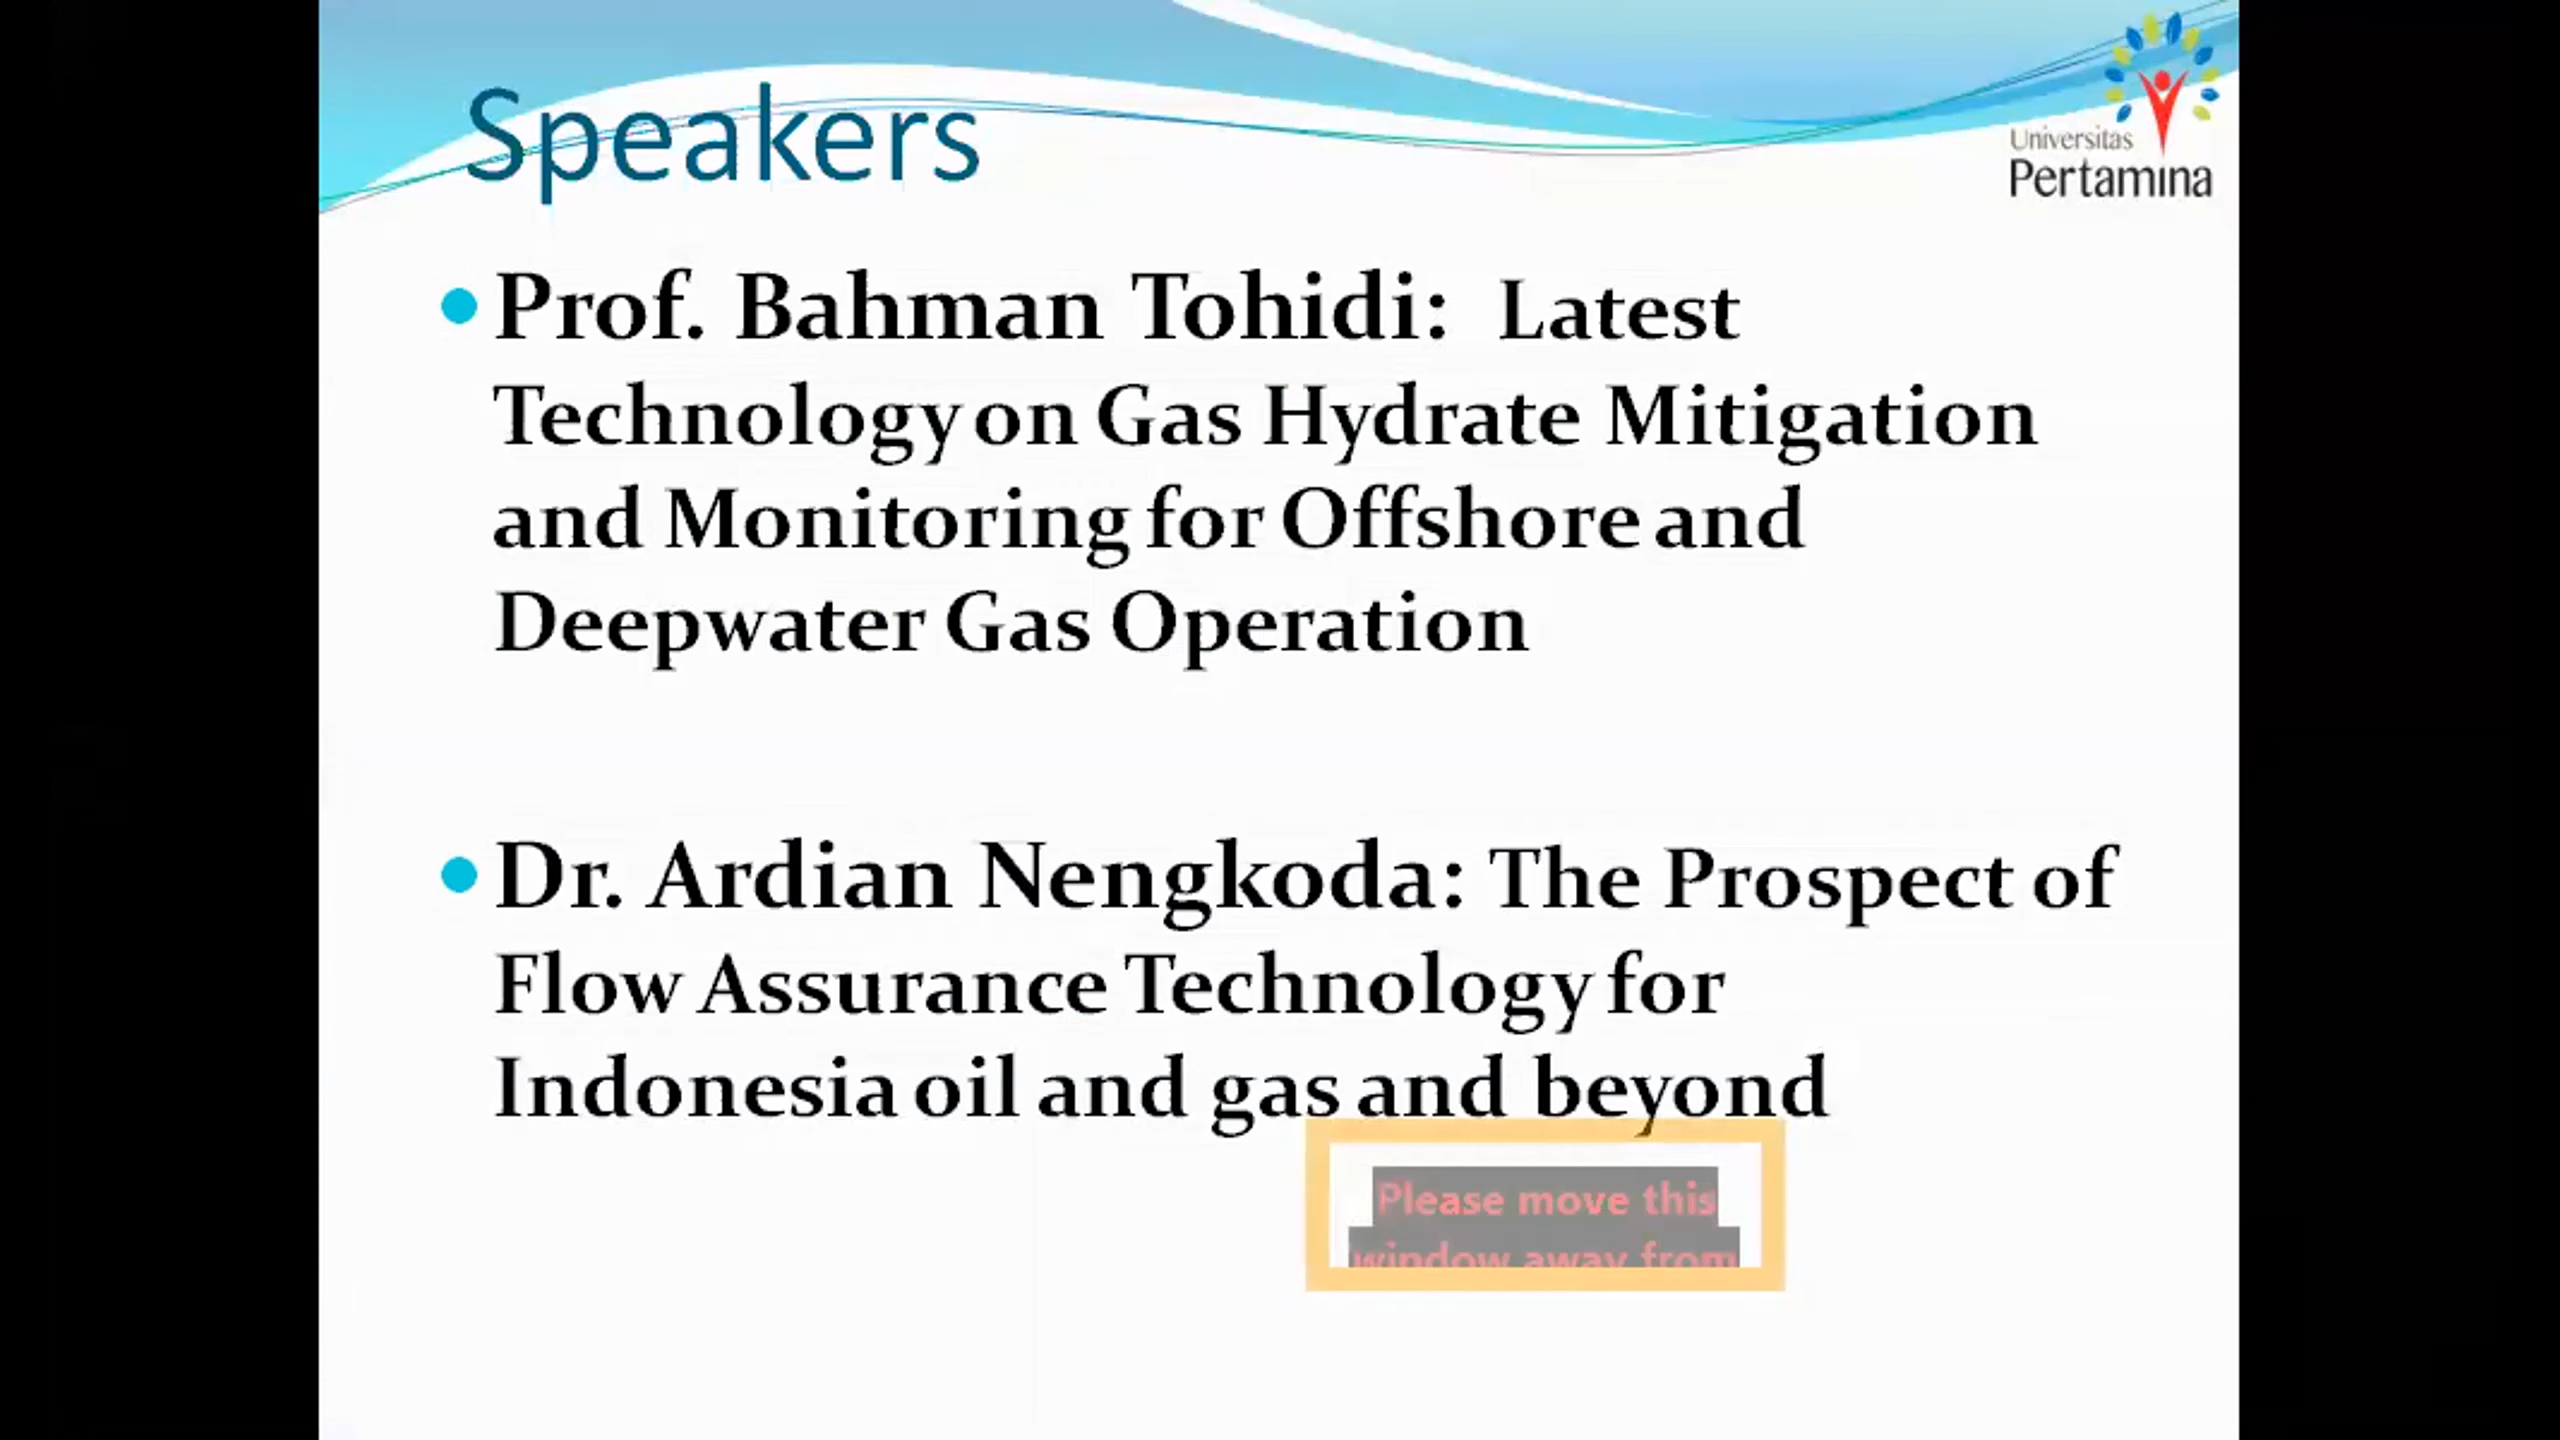 Speakers
Universitas
Pertamina
Prof. Bahman Tohidi: Latest
Technology on Gas Hydrate Mitigation
and Monitoring for Offshore and
Deepwater Gas Operation
Dr. Ardian Nengkoda: The Prospect of
Flow Assurance Technology for
Indonesia oil and gas and beyond
Please move this
window away from